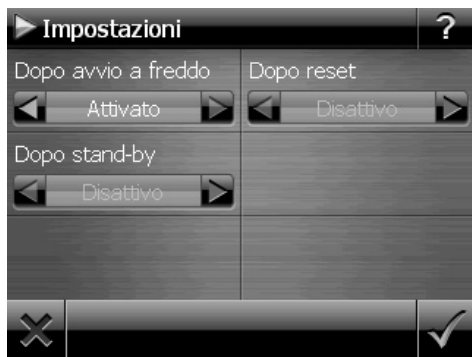 Impostazioni
?
Dopo avvio a freddo
Dopo reset
Attivato
Disattivo
Dopo stand-by
Disattivo